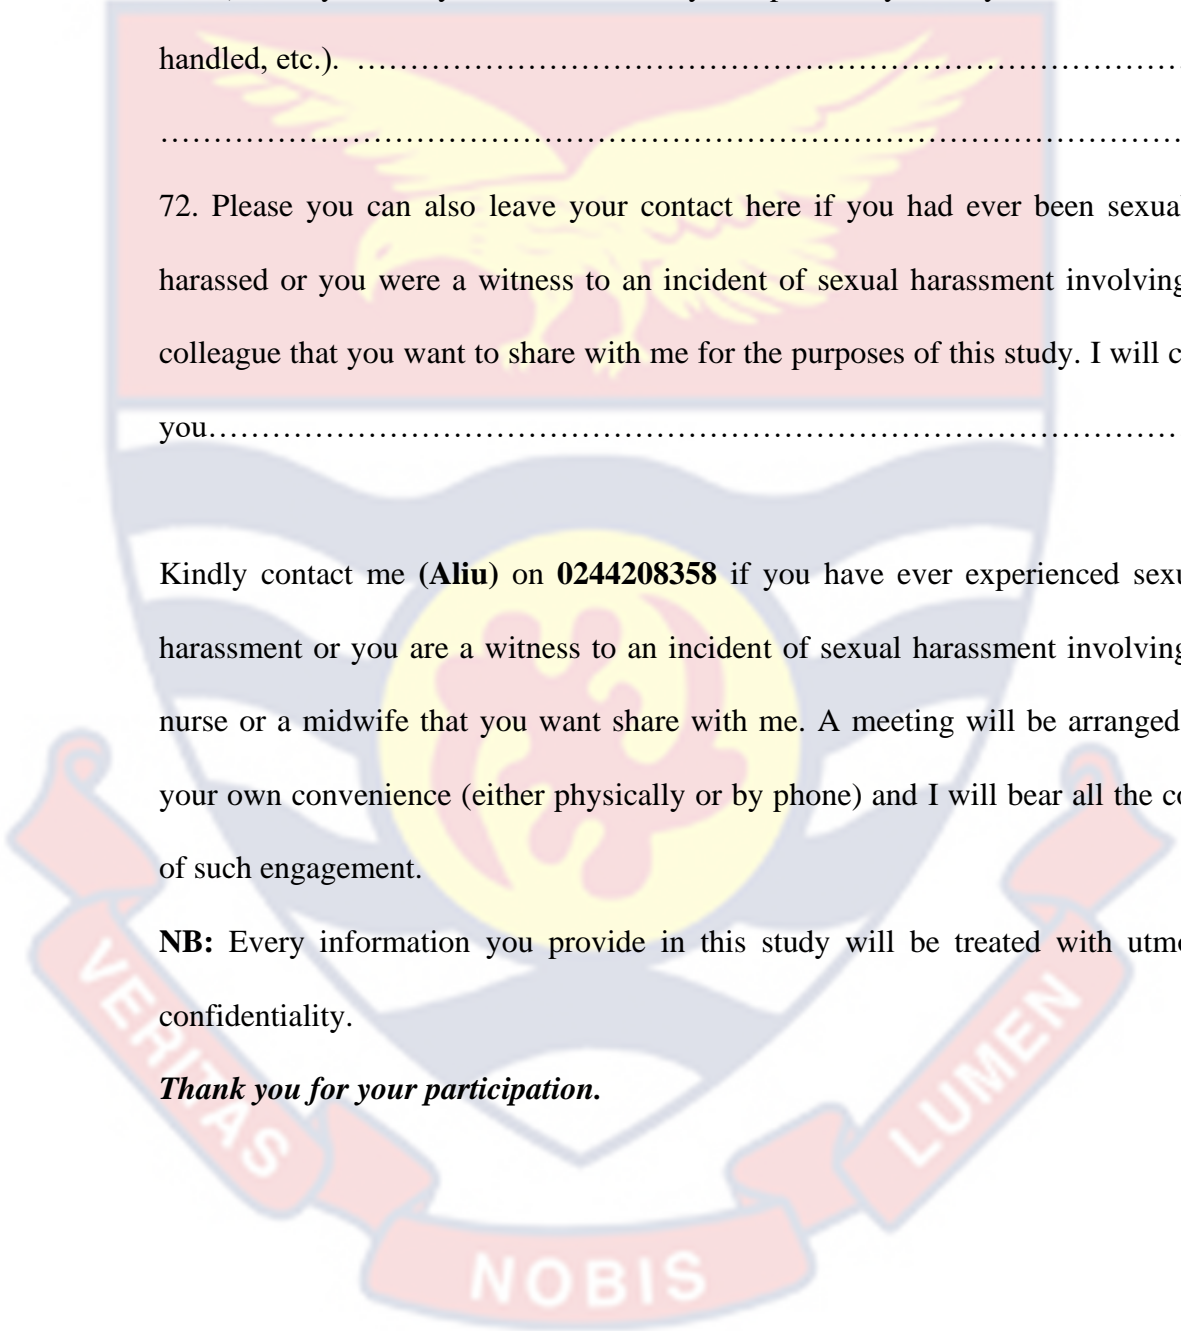 handled, etc.). ……………………………………………………………………
……………………………………………………………………………………
72. Please you can also leave your contact here if you had ever been sexual
harassed or you were a witness to an incident of sexual harassment involving
colleague that you want to share with me for the purposes of this study. I will c
you………………………………………………………………………………
Kindly contact me (Aliu) on 0244208358 if you have ever experienced sexu
harassment or you are a witness to an incident of sexual harassment involving
nurse or a midwife that you want share with me. A meeting will be arranged
your own convenience (either physically or by phone) and I will bear all the co
of such engagement.
NB: Every information you provide in this study will be treated with utmo
confidentiality.
Thank you for your participation.
VERITAS
NOBIS
LUMEN